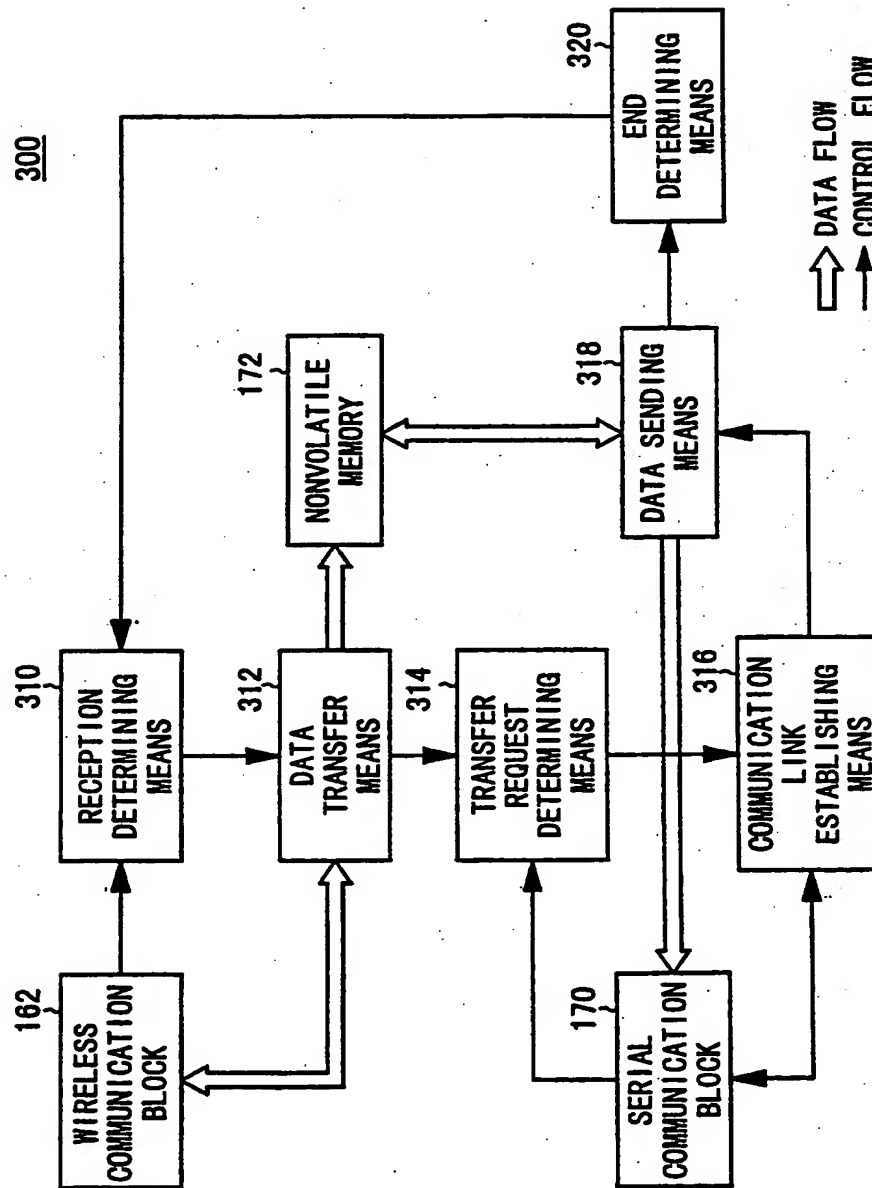 300
162
WIRELESS
COMMUNICATION
BLOCK
310
RECEPTION
DETERMINING
MEANS
312
DATA
TRANSFER
MEANS
172
NONVOLATILE
MEMORY
314
TRANSFER
REQUEST
DETERMINING
MEANS
170
SERIAL
COMMUNICATION
BLOCK
316
COMMUNICATION
LINK
ESTABLISHING
MEANS
318
DATA SENDING
MEANS
320
END
DETERMINING
MEANS
DATA FLOW
CONTROL FLOW